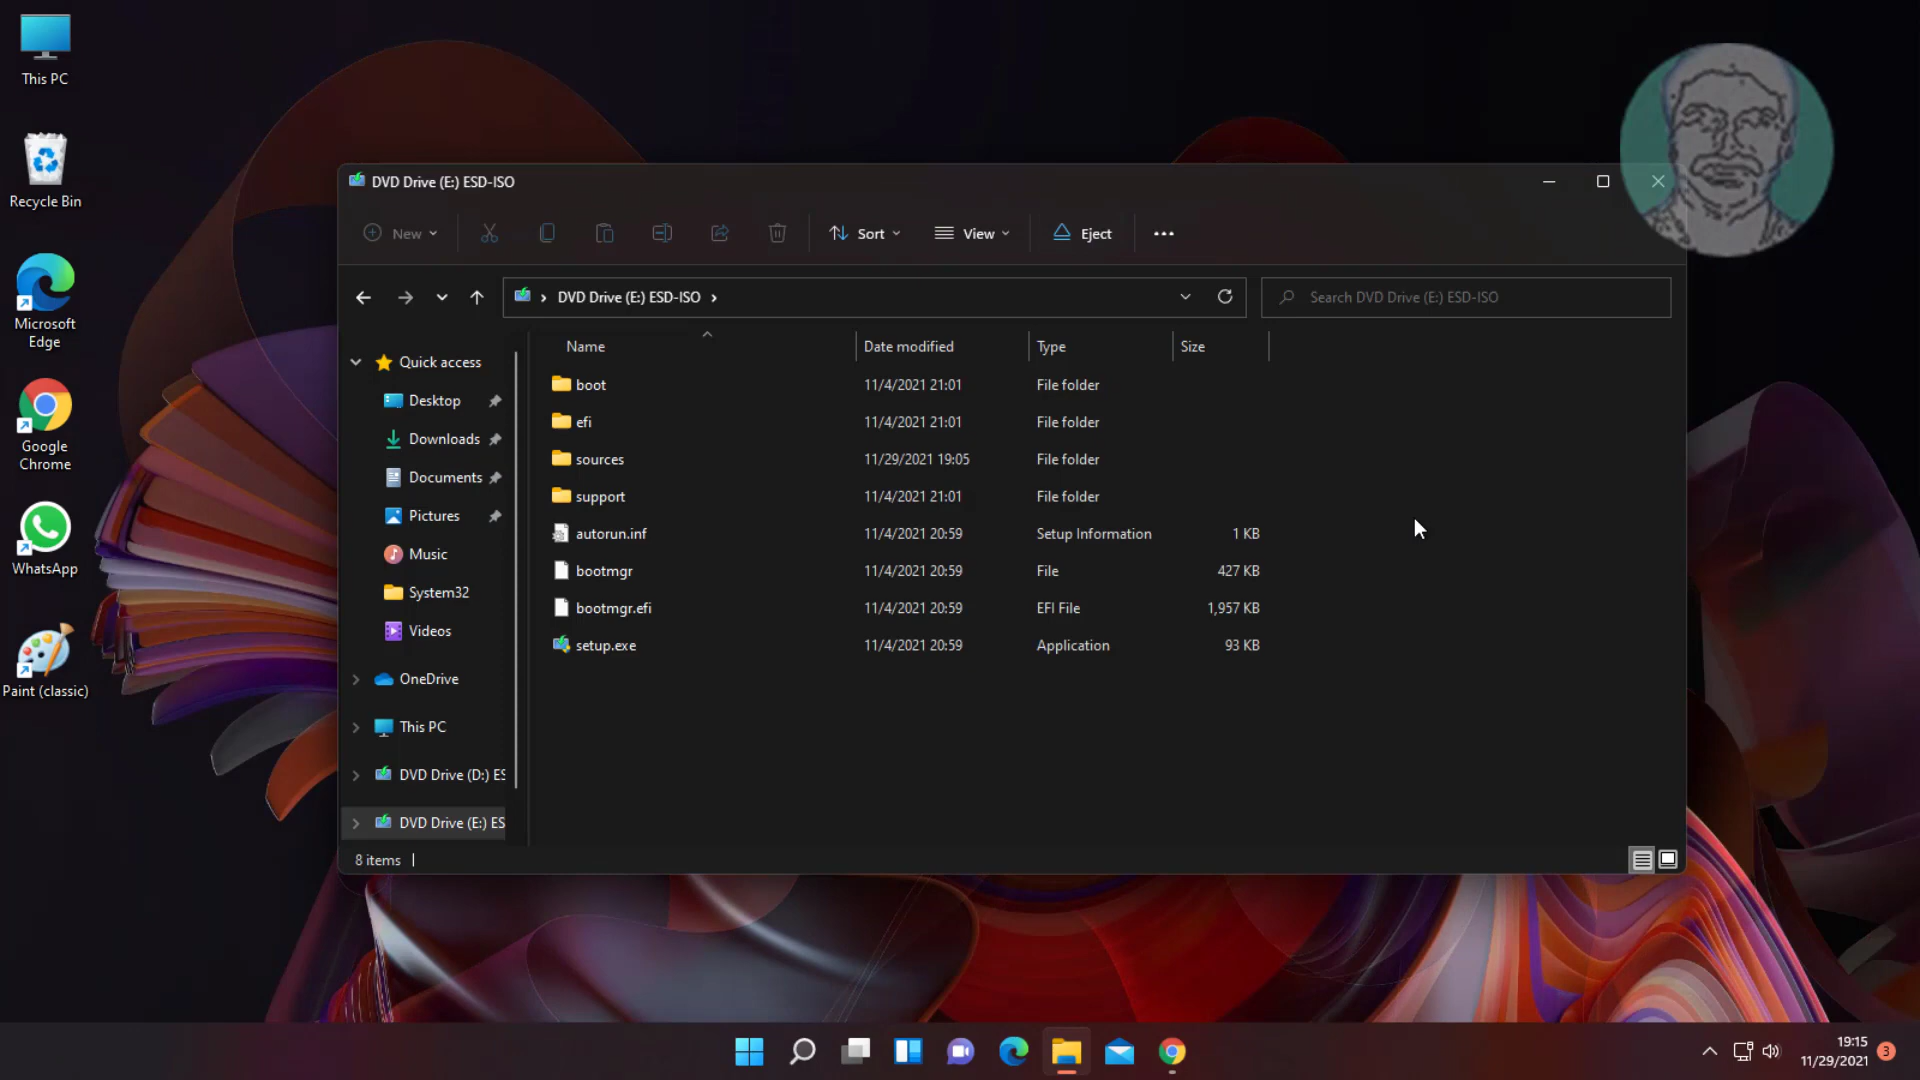 This PC
Recycle Bin
Microsoft
Edge
Google
Chrome
WhatsApp
Paint (classic)
DVD Drive (E:) ESD-ISO
New
Sort
View
Eject
DVD Drive (E:) ESD-ISO
Search DVD Drive (E:) ESD-ISO
Quick access
Desktop
Downloads
Documents
Pictures
Music
System32
Videos
OneDrive
This PC
DVD Drive (D:) ES
DVD Drive (E:) ES
Name Date modified Type Size
boot 11/4/2021 21:01 File folder
efi 11/4/2021 21:01 File folder
sources 11/29/2021 19:05 File folder
support 11/4/2021 21:01 File folder
autorun.inf 11/4/2021 20:59 Setup Information 1 KB
bootmgr 11/4/2021 20:59 File 427 KB
bootmgr.efi 11/4/2021 20:59 EFI File 1,957 KB
setup.exe 11/4/2021 20:59 Application 93 KB
8 items
19:15
11/29/2021
3